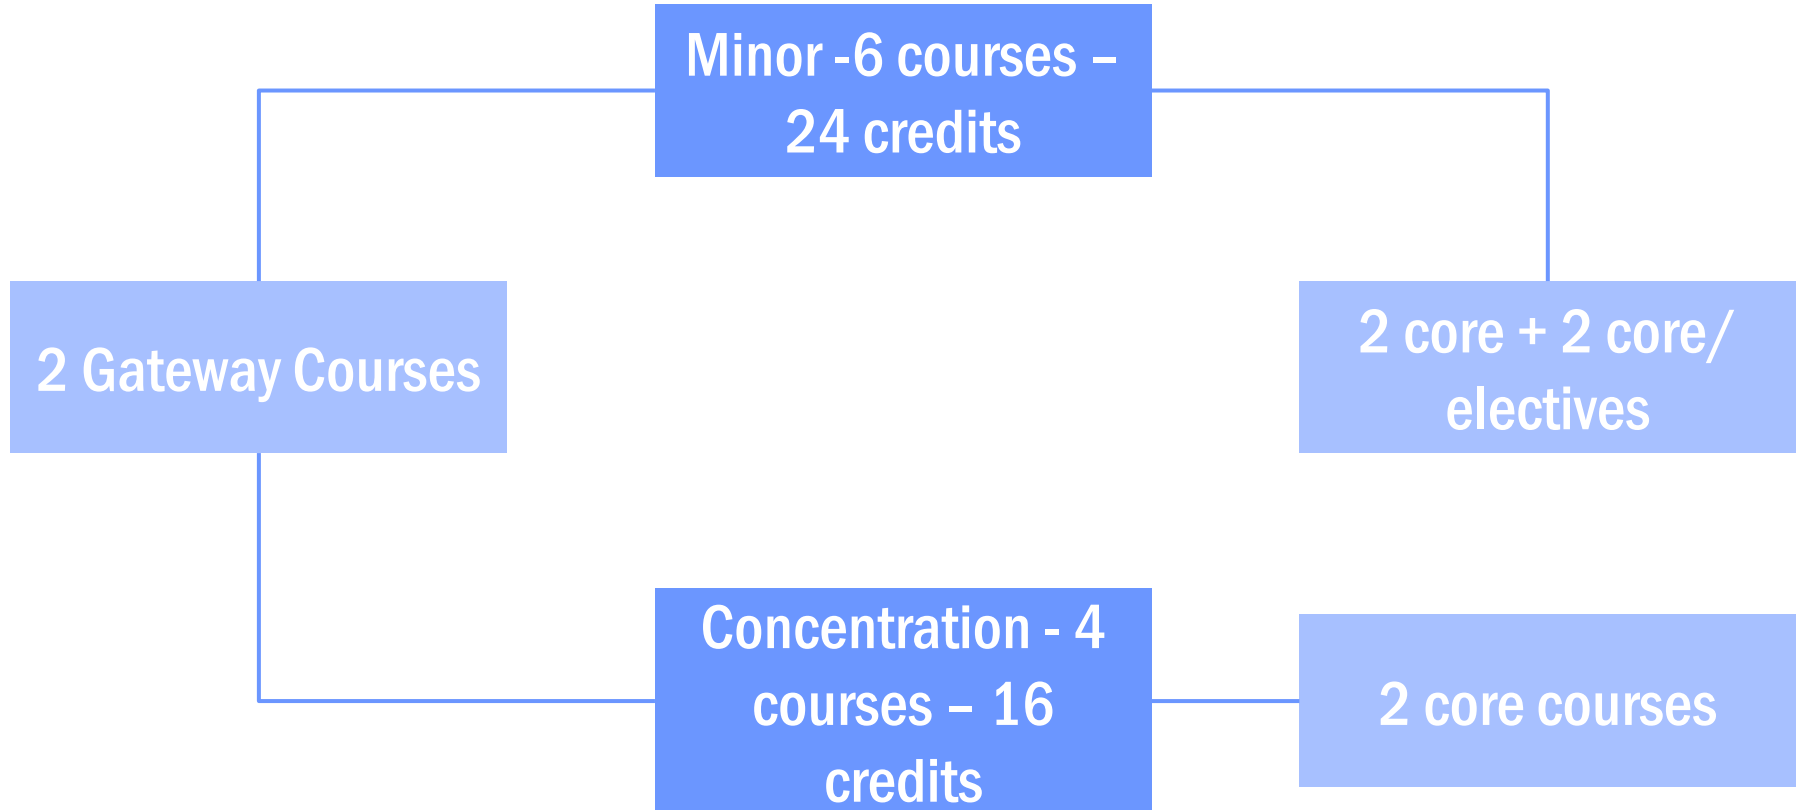 Minor -6 courses –
24 credits
2 Gateway Courses
2 core + 2 core/
electives
Concentration - 4
courses – 16
credits
2 core courses